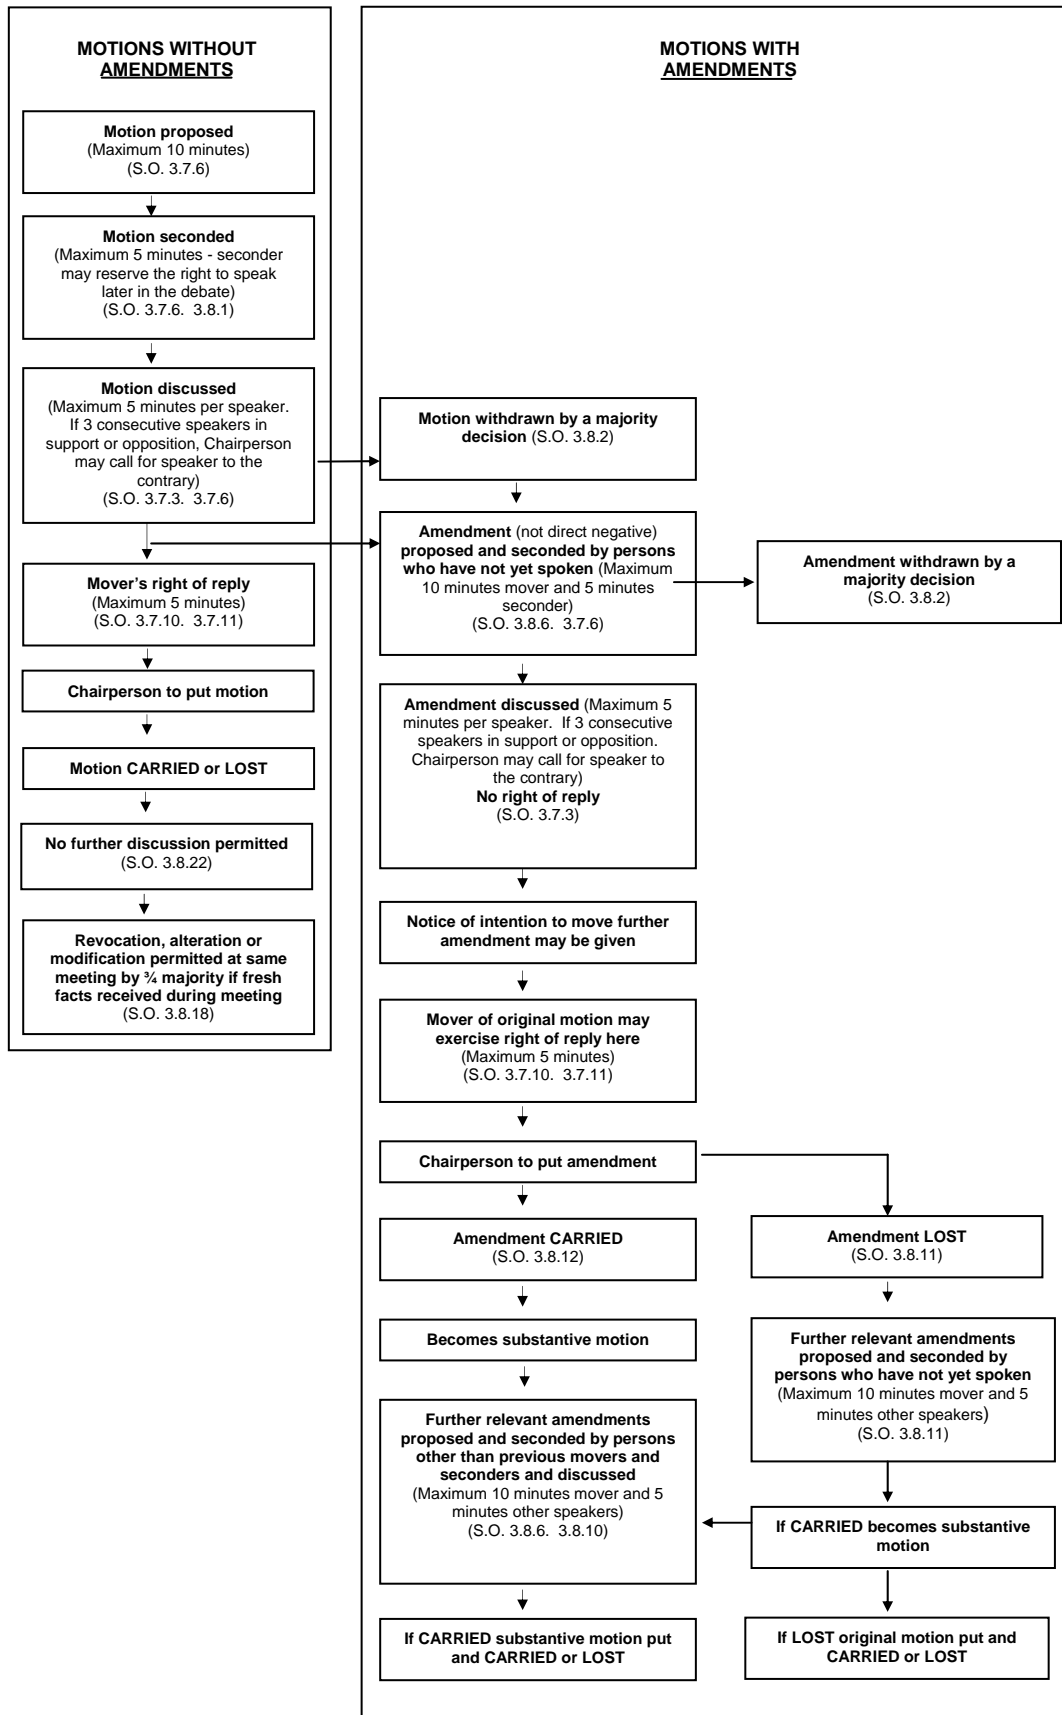 MOTIONS WITHOUT
AMENDMENTS
Motion proposed
(Maximum 10 minutes)
(S.O. 3.7.6)
Motion seconded
(Maximum 5 minutes - seconder
may reserve the right to speak
later in the debate)
(S.O. 3.7.6.  3.8.1)
Motion discussed
(Maximum 5 minutes per speaker.
If 3 consecutive speakers in
support or opposition, Chairperson
may call for speaker to the
contrary)
(S.O. 3.7.3.  3.7.6)
Mover's right of reply
(Maximum 5 minutes)
(S.O. 3.7.10.  3.7.11)
Chairperson to put motion
Motion CARRIED or LOST
No further discussion permitted
(S.O. 3.8.22)
Revocation, alteration or
modification permitted at same
meeting by ¾ majority if fresh
facts received during meeting
(S.O. 3.8.18)
MOTIONS WITH
AMENDMENTS
Motion withdrawn by a majority
decision (S.O. 3.8.2)
Amendment (not direct negative)
proposed and seconded by persons
who have not yet spoken (Maximum
10 minutes mover and 5 minutes
seconder)
(S.O. 3.8.6.  3.7.6)
Amendment withdrawn by a
majority decision
(S.O. 3.8.2)
Amendment discussed (Maximum 5
minutes per speaker.  If 3 consecutive
speakers in support or opposition.
Chairperson may call for speaker to
the contrary)
No right of reply
(S.O. 3.7.3)
Notice of intention to move further
amendment may be given
Mover of original motion may
exercise right of reply here
(Maximum 5 minutes)
(S.O. 3.7.10.  3.7.11)
Chairperson to put amendment
Amendment CARRIED
(S.O. 3.8.12)
Becomes substantive motion
Further relevant amendments
proposed and seconded by persons
other than previous movers and
seconders and discussed
(Maximum 10 minutes mover and 5
minutes other speakers)
(S.O. 3.8.6.  3.8.10)
If CARRIED substantive motion put
and CARRIED or LOST
Amendment LOST
(S.O. 3.8.11)
Further relevant amendments
proposed and seconded by
persons who have not yet spoken
(Maximum 10 minutes mover and 5
minutes other speakers)
(S.O. 3.8.11)
If CARRIED becomes substantive
motion
If LOST original motion put and
CARRIED or LOST